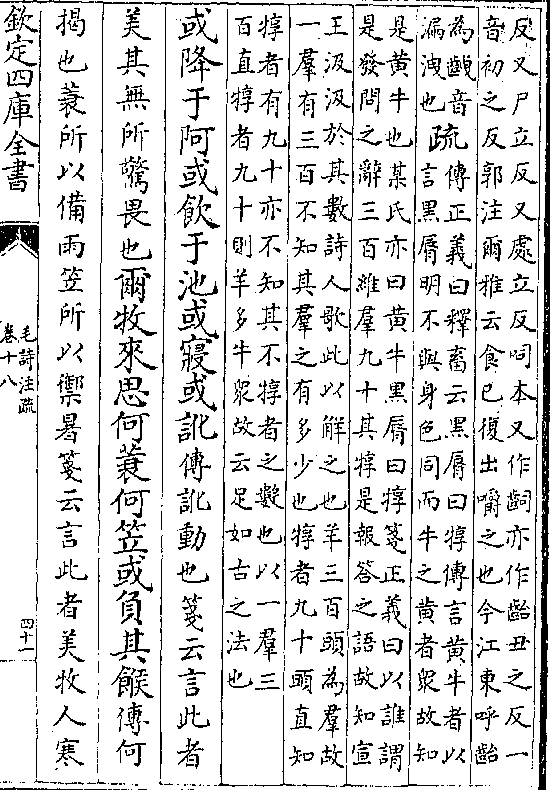 反又尸立反又處立反呞本又作齝亦作齝丑之反一
音初之反郭注爾雅云食已復出嚼之也今江東呼齝
為齥音
漏洩也疏傳正義曰釋畜云黑脣曰犉傳言黃牛者以
言黑脣明不與身色同而牛之黃者衆故知
是黃牛也某氏亦曰黃牛黑脣曰犉箋正義曰以誰謂
是發問之辭三百維羣九十其犉是報答之語故知宣
王汲汲於其數詩人歌此以解之也羊三百頭為羣故
一羣有三百不知其羣之有多少也犉者九十頭直知
犉者有九十亦不知其不犉者之數也以一羣三
百直犉者九十則羊多牛衆故云足如古之法也
或降于阿或飲于池或寢或訛傳訛動也箋云言此者
美其無所驚畏也爾牧來思何蓑何笠或負其餱傳何
揭也蓑所以備雨笠所以禦暑箋云言此者美牧人寒
欽定四庫全書
毛詩注疏
卷十八
四十一